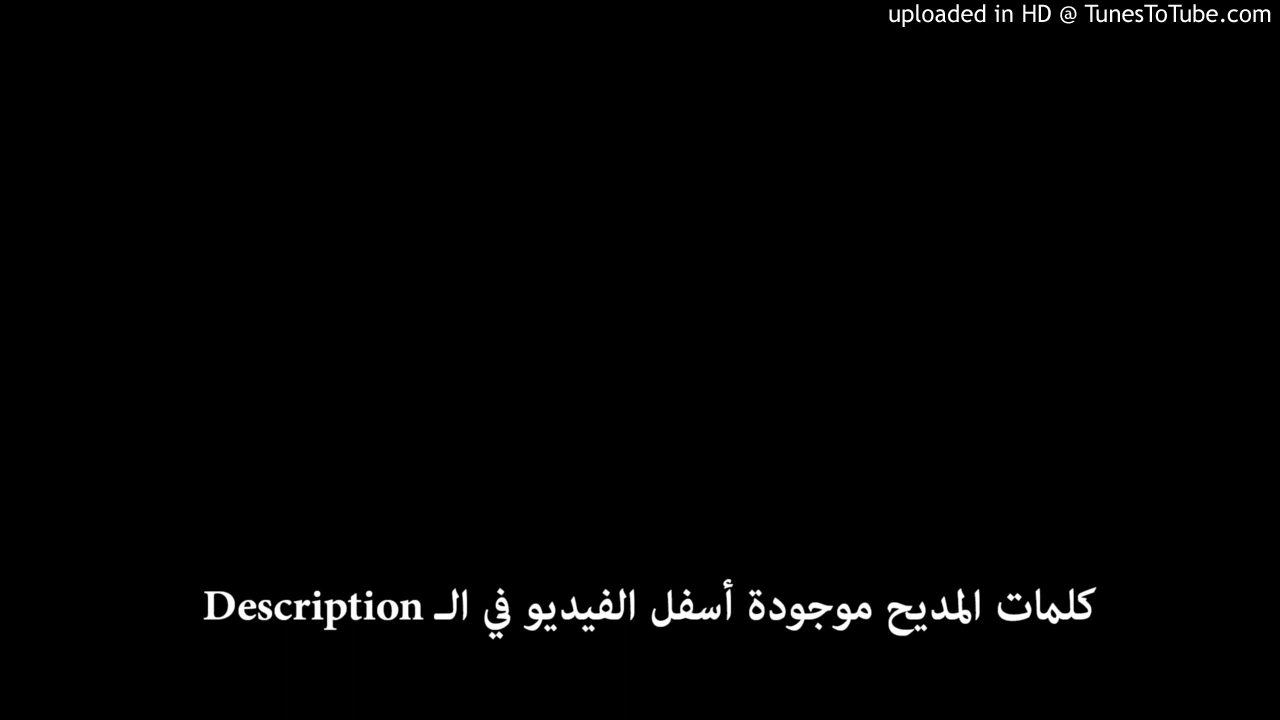 uploaded in HD @ TunesToTube.com
كلمات المديح موجودة أسفل الفيديو في الـ Description